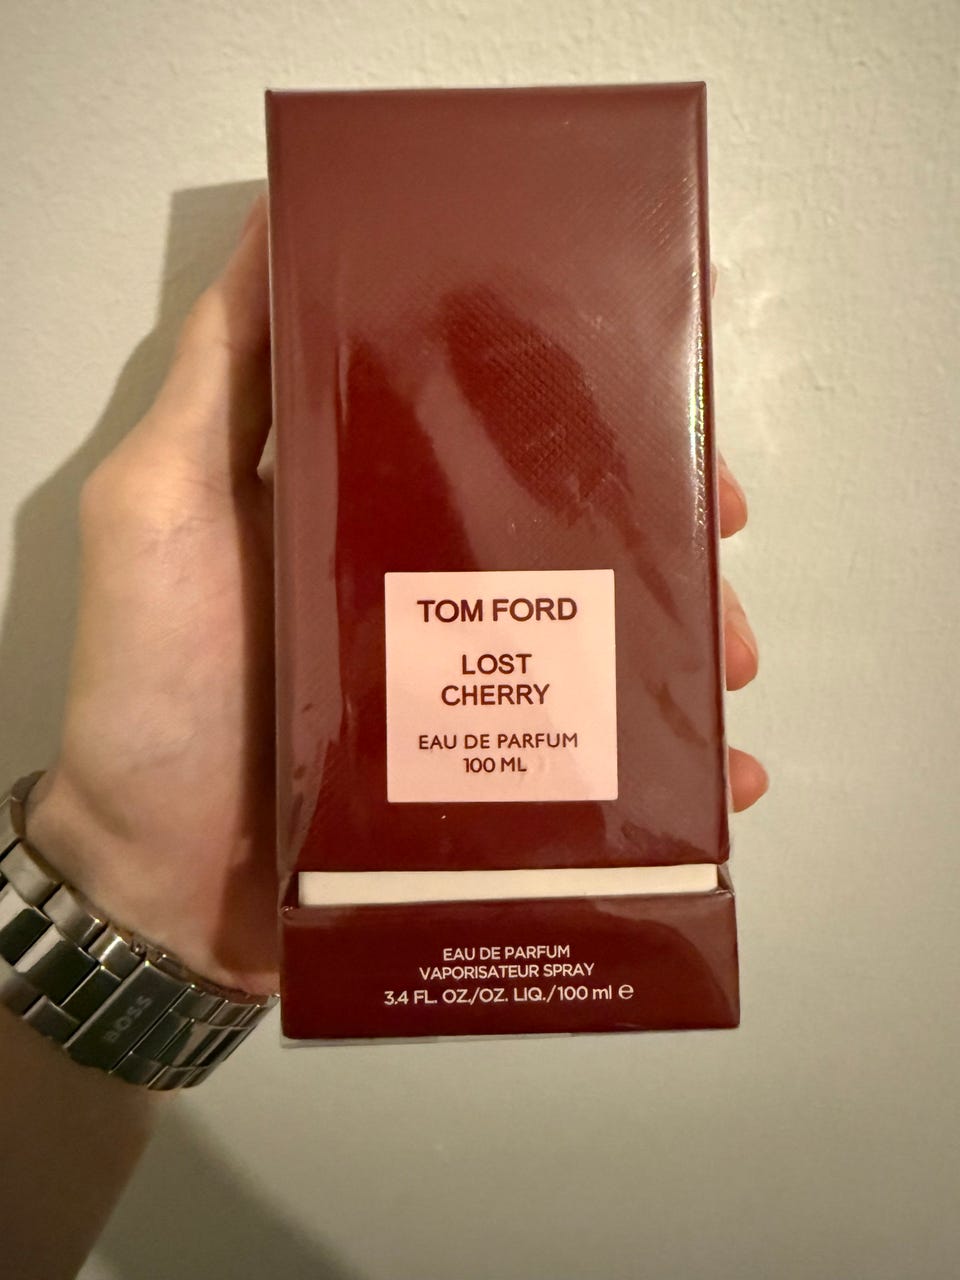 TOM FORD
LOST
CHERRY
EAU DE PARFUM
100 ML
EAU DE PARFUM
VAPORISATEUR SPRAY
3.4 FL. OZ./OZ. LIQ./100 ml ℮
BOSS